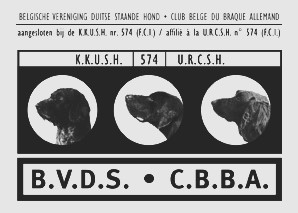 BELGISCHE VERENIGING DUITSE STAANDE HOND • CLUB BELGE DU BRAQUE ALLEMAND
aangesloten bij de K.K.U.S.H. nr. 574 (F.C.I.) / affilié à la U.R.C.S.H. n° 574 (F.C.I.)
K.K.U.S.H. | 574 | U.R.C.S.H.
B.V.D.S. • C.B.B.A.